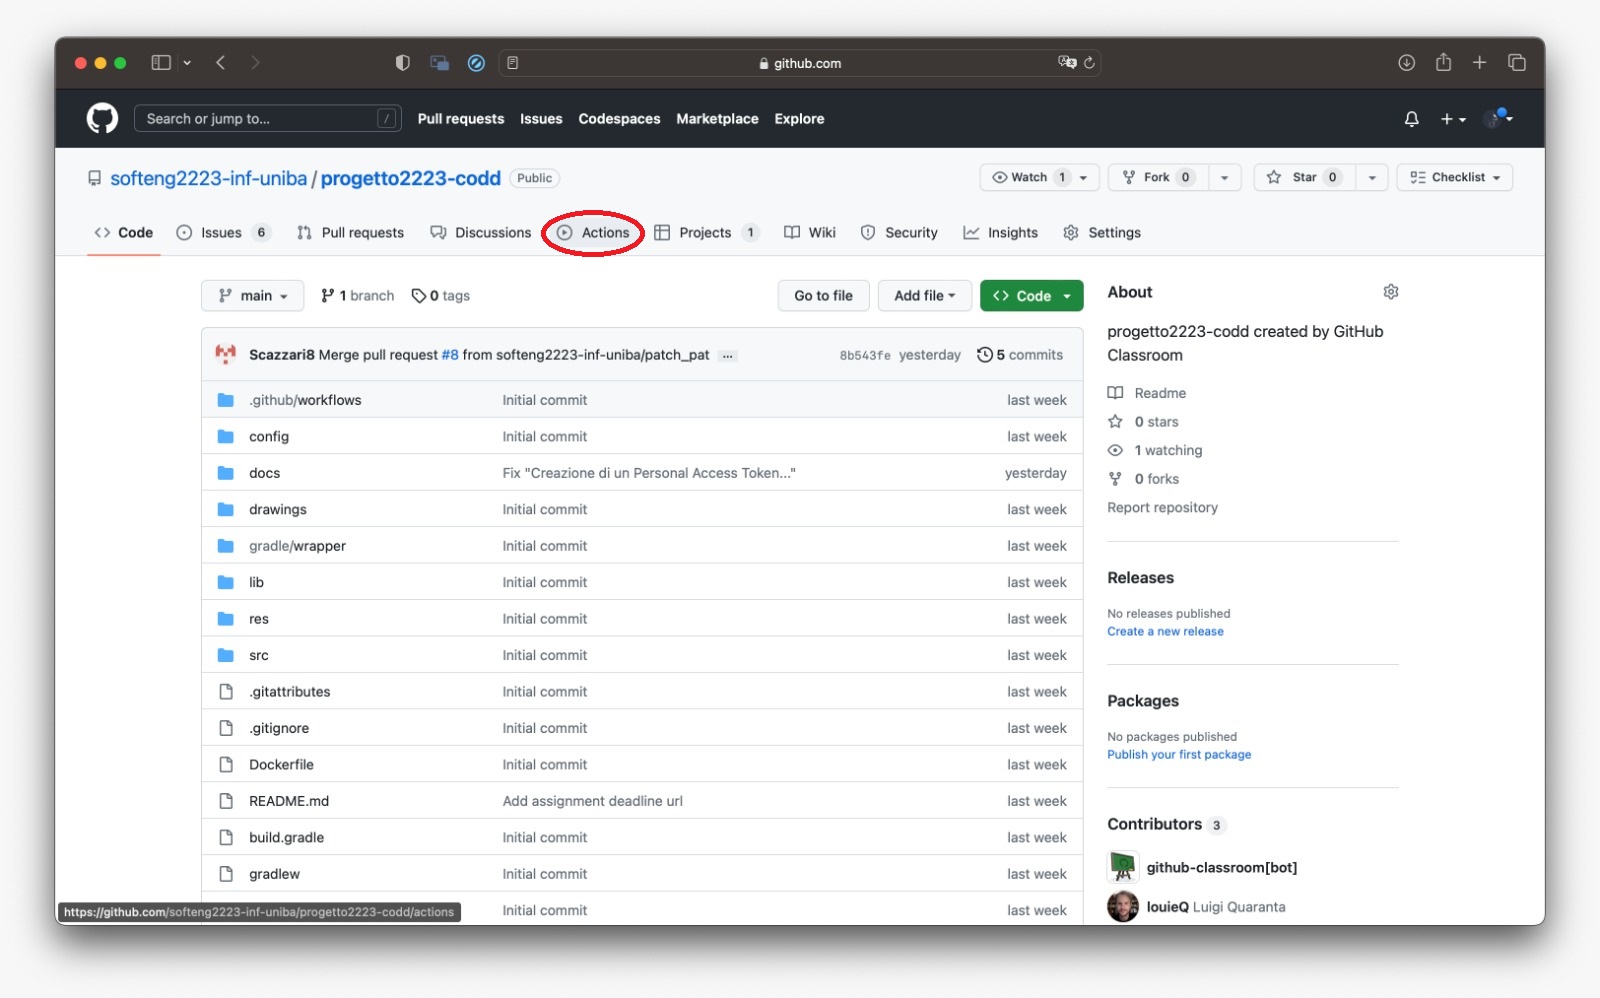 github.com
Search or jump to... / Pull requests Issues Codespaces Marketplace Explore
softeng2223-inf-uniba / progetto2223-codd Public Watch 1 Fork 0 Star 0 Checklist
Code Issues 6 Pull requests Discussions Actions Projects 1 Wiki Security Insights Settings
main 1 branch 0 tags Go to file Add file Code
Scazzari8 Merge pull request #8 from softeng2223-inf-uniba/patch_pat ... 8b543fe yesterday 5 commits
.github/workflows Initial commit last week
config Initial commit last week
docs Fix "Creazione di un Personal Access Token..." yesterday
drawings Initial commit last week
gradle/wrapper Initial commit last week
lib Initial commit last week
res Initial commit last week
src Initial commit last week
.gitattributes Initial commit last week
.gitignore Initial commit last week
Dockerfile Initial commit last week
README.md Add assignment deadline url last week
build.gradle Initial commit last week
gradlew Initial commit last week
Initial commit last week
https://github.com/softeng2223-inf-uniba/progetto2223-codd/actions
About
progetto2223-codd created by GitHub
Classroom
Readme
0 stars
1 watching
0 forks
Report repository
Releases
No releases published
Create a new release
Packages
No packages published
Publish your first package
Contributors 3
github-classroom[bot]
louieQ Luigi Quaranta